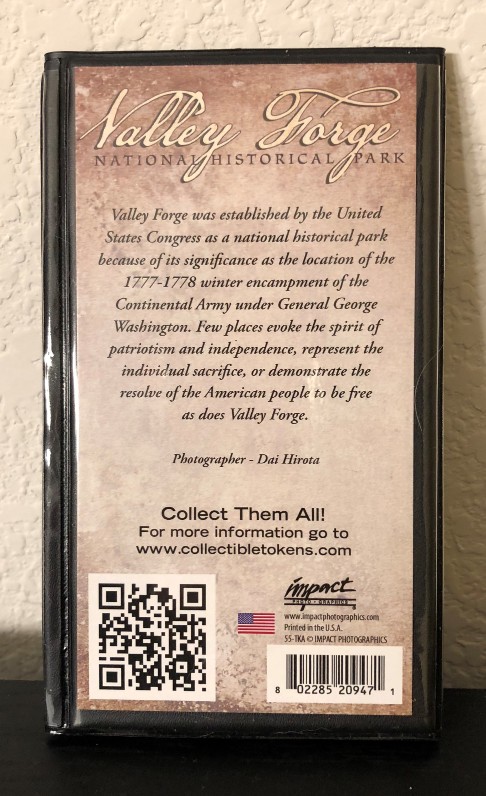 Valley Forge
NATIONAL HISTORICAL PARK
Valley Forge was established by the United
States Congress as a national historical park
because of its significance as the location of the
1777-1778 winter encampment of the
Continental Army under General George
Washington. Few places evoke the spirit of
patriotism and independence, represent the
individual sacrifice, or demonstrate the
resolve of the American people to be free
as does Valley Forge.
Photographer - Dai Hirota
Collect Them All!
For more information go to
www.collectibletokens.com
impact
PHOTO-GRAPHICS
www.impactphotographics.com
Printed in the U.S.A.
55-TKA © IMPACT PHOTOGRAPHICS
8 02285 20947 1